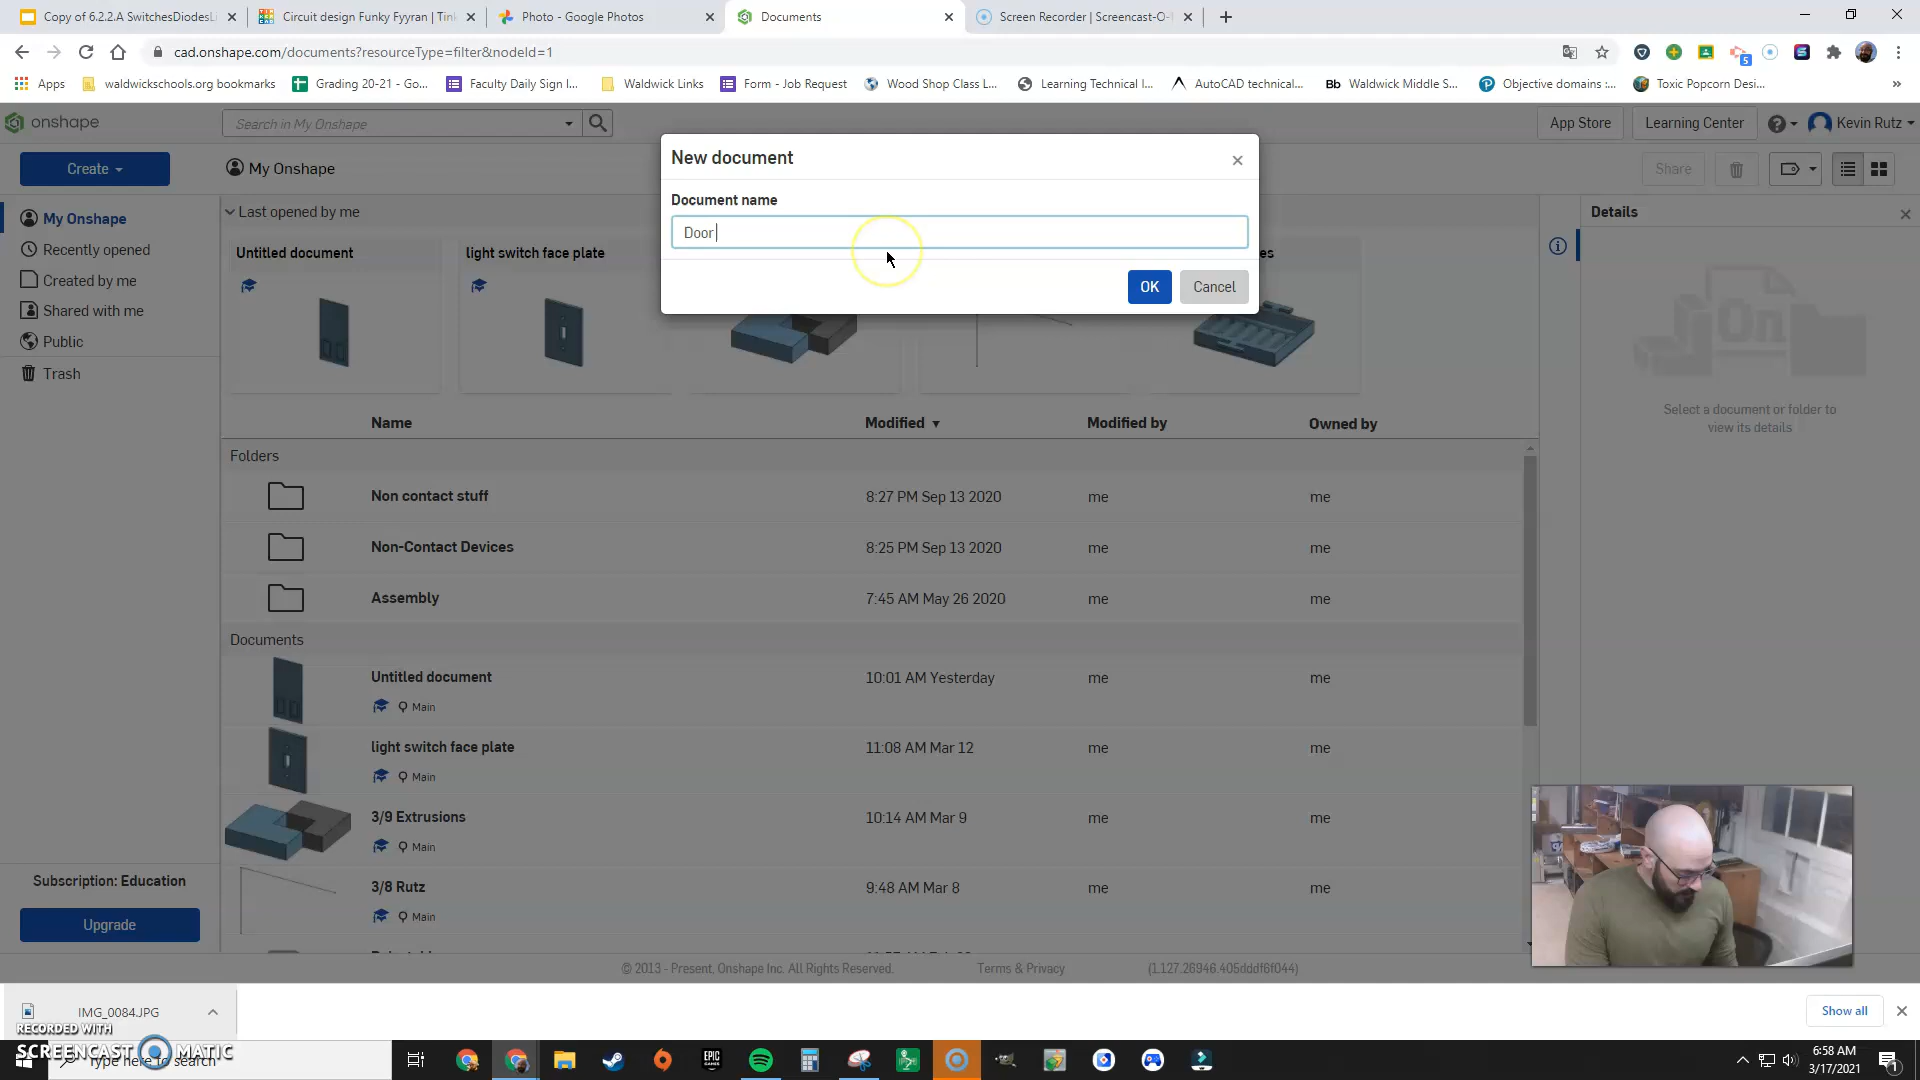 Copy of 6.2.2.A SwitchesDiodesLi
Circuit design Funky Fyyran | Tink
Photo - Google Photos
Documents
Screen Recorder | Screencast-O-
cad.onshape.com/documents?resourceType=filter&nodeId=1
5
Apps
waldwickschools.org bookmarks
Grading 20-21 - Go...
Faculty Daily Sign I...
Waldwick Links
Form - Job Request
Wood Shop Class L...
Learning Technical I...
AutoCAD technical...
Bb Waldwick Middle S...
Objective domains :...
Toxic Popcorn Desi...
onshape
Search in My Onshape
App Store
Learning Center
Kevin Rutz
Create
My Onshape
Share
New document
Document name
Door
OK
Cancel
My Onshape
Recently opened
Created by me
Shared with me
Public
Trash
Last opened by me
Untitled document
light switch face plate
es
Details
On
Select a document or folder to
view its details
Name
Modified
Modified by
Owned by
Folders
Non contact stuff
8:27 PM Sep 13 2020
me
me
Non-Contact Devices
8:25 PM Sep 13 2020
me
me
Assembly
7:45 AM May 26 2020
me
me
Documents
Untitled document
10:01 AM Yesterday
me
me
Main
light switch face plate
11:08 AM Mar 12
me
me
Main
3/9 Extrusions
10:14 AM Mar 9
me
me
Main
3/8 Rutz
9:48 AM Mar 8
me
me
Main
Subscription: Education
Upgrade
© 2013 - Present, Onshape Inc. All Rights Reserved.
Terms & Privacy
(1.127.26946.405dddf6f044)
IMG_0084.JPG
Show all
RECORDED WITH
SCREENCAST MATIC
Type here to search
EPIC
GAMES
6:58 AM
3/17/2021
1